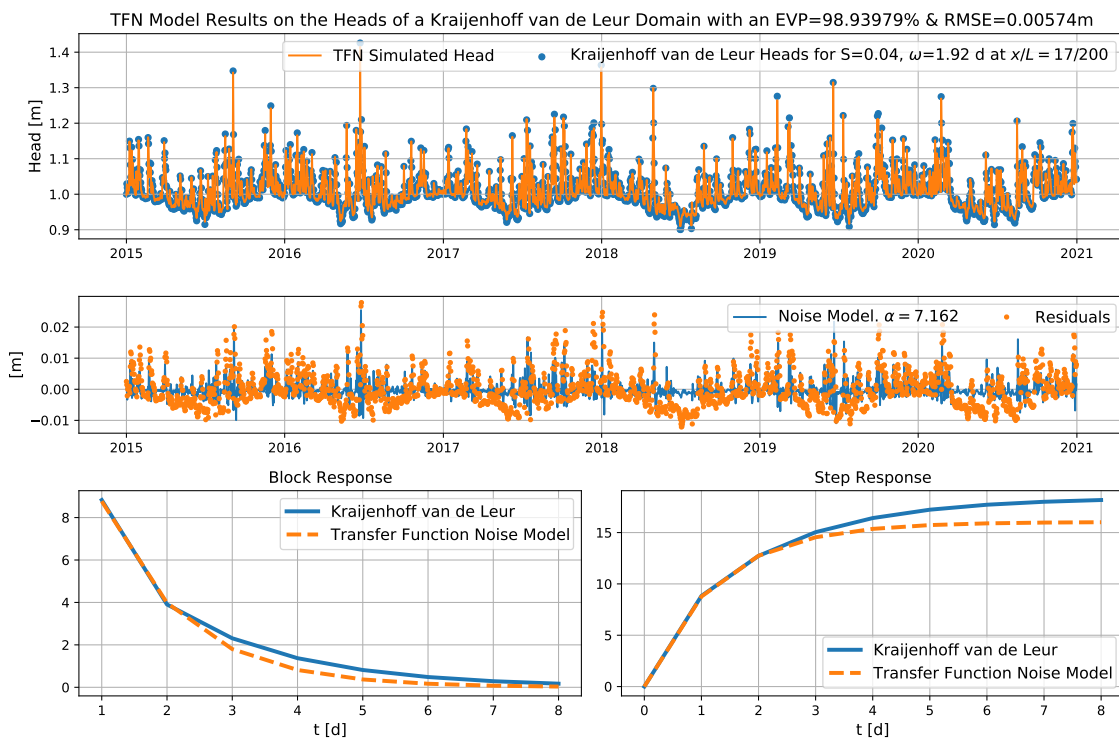 TFN Model Results on the Heads of a Kraijenhoff van de Leur Domain with an EVP=98.93979% & RMSE=0.00574m
TFN Simulated Head
Kraijenhoff van de Leur Heads for S=0.04, ω=1.92 d at x/L = 17/200
Head [m]
1.4
1.3
1.2
1.1
1.0
0.9
2015 2016 2017 2018 2019 2020 2021
Noise Model. α = 7.162
Residuals
[m]
0.02
0.01
0.00
−0.01
2015 2016 2017 2018 2019 2020 2021
Block Response
Kraijenhoff van de Leur
Transfer Function Noise Model
8
6
4
2
0
1 2 3 4 5 6 7 8
t [d]
Step Response
15
10
5
0
Kraijenhoff van de Leur
Transfer Function Noise Model
0 1 2 3 4 5 6 7 8
t [d]